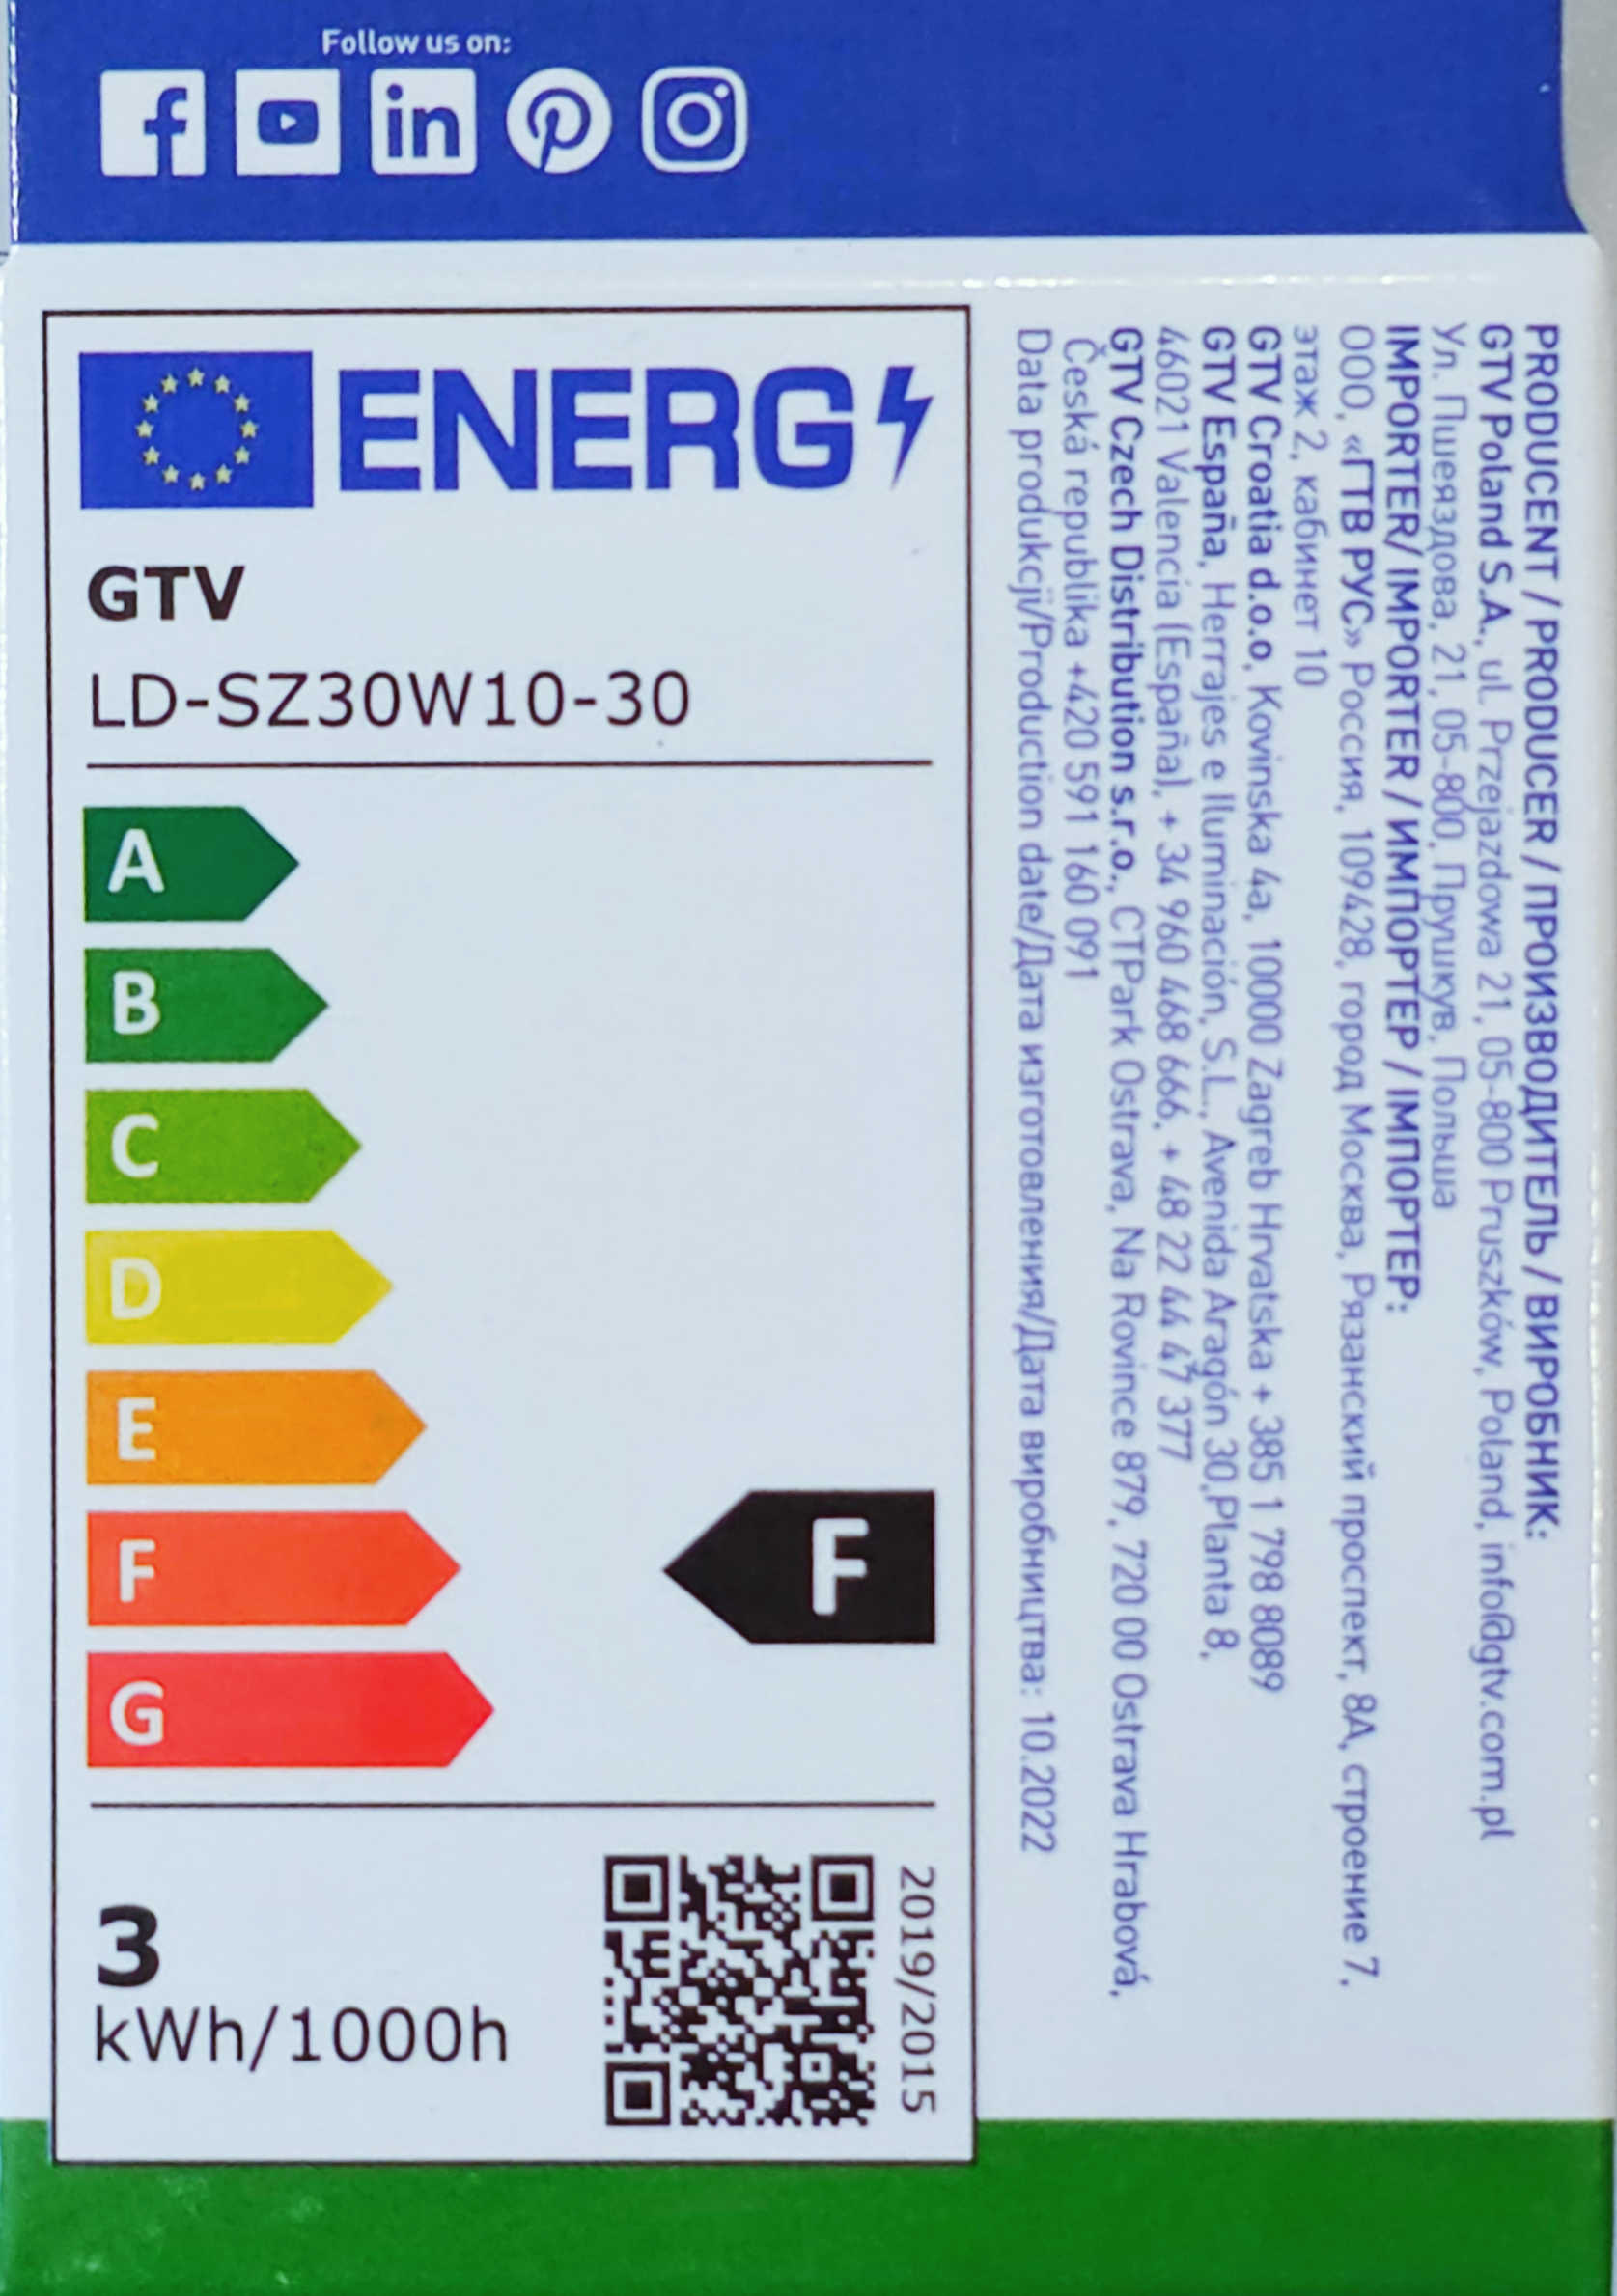 Follow us on:
ENERG
GTV
LD-SZ30W10-30
A
B
C
D
E
F
G
F
3
kWh/1000h
2019/2015
PRODUCENT / PRODUCER / ПРОИЗВОДИТЕЛЬ / ВИРОБНИК:
GTV Poland S.A., ul. Przejazdowa 21, 05-800 Pruszków, Poland, info@gtv.com.pl
Ул. Пшеяздова, 21, 05-800, Прушкув, Польша
IMPORTER/ IMPORTER / ИМПОРТЕР / ІМПОРТЕР:
ООО, «ГТВ РУС» Россия, 109428, город Москва, Рязанский проспект, 8А, строение 7,
этаж 2, кабинет 10
GTV Croatia d.o.o, Kovinska 4a, 10000 Zagreb Hrvatska + 385 1 798 8089
GTV España, Herrajes e Iluminación, S.L., Avenida Aragón 30,Planta 8,
46021 Valencia (España), + 34 960 468 666, + 48 22 44 47 377
GTV Czech Distribution s.r.o., CTPark Ostrava, Na Rovince 879, 720 00 Ostrava Hrabová,
Česká republika +420 591 160 091
Data produkcji/Production date/Дата изготовления/Дата виробництва: 10.2022